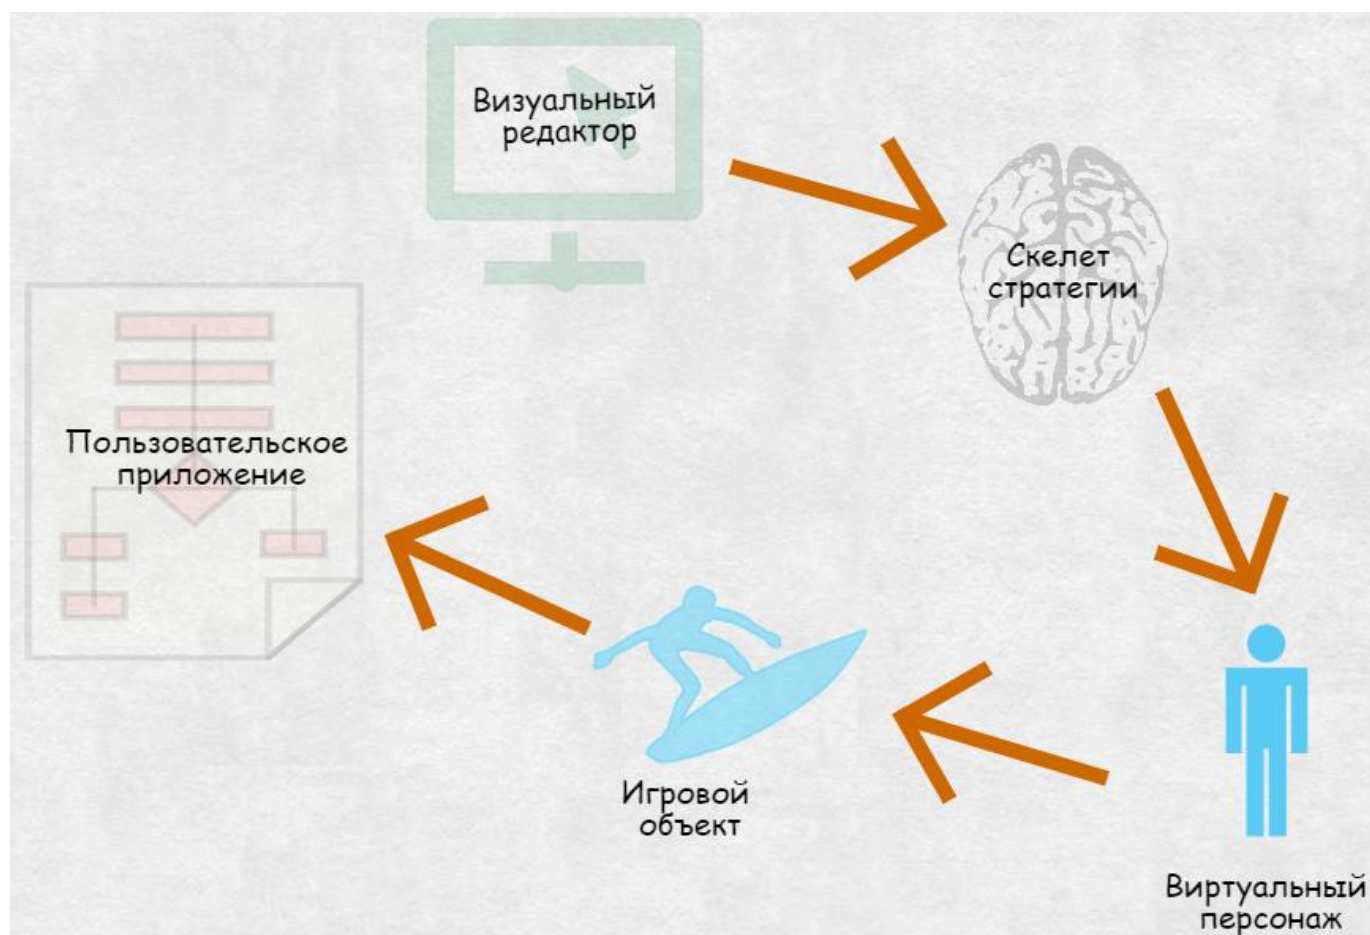 Визуальный
редактор
Скелет
стратегии
Пользовательское
приложение
Игровой
объект
Виртуальный
персонаж